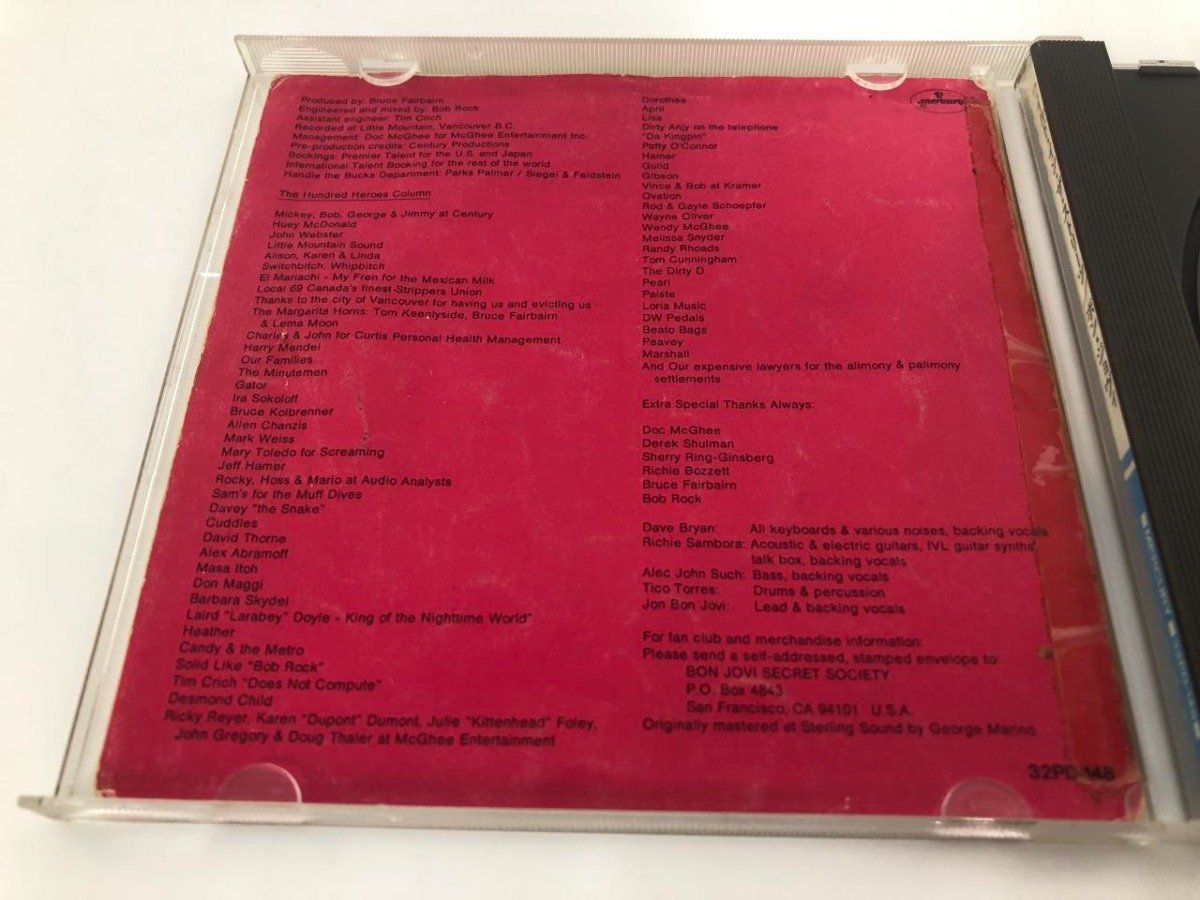 Produced by: Bruce Fairbairn
Engineered and mixed by: Bob Rock
Assistant engineer: Tim Crich
Recorded at Little Mountain, Vancouver B.C.
Management: Doc McGhee for McGhee Entertainment Inc.
Pre-production credits: Century Productions
Bookings: Premier Talent for the U.S. and Japan
International Talent Booking for the rest of the world
Handle the Bucks Department: Parks Palmer / Siegel & Feldstein
The Hundred Heroes Column
Mickey, Bob, George & Jimmy at Century
Huey McDonald
John Webster
Little Mountain Sound
Alison, Karen & Linda
Switchbitch, Whipbitch
El Mariachi - My Fren for the Mexican Milk
Local 69 Canada's finest-Strippers Union
Thanks to the city of Vancouver for having us and evicting us
The Margarita Horns: Tom Keenlyside, Bruce Fairbairn
& Lema Moon
Charles & John for Curtis Personal Health Management
Harry Mendel
Our Families
The Minutemen
Gator
Ira Sokoloff
Bruce Kolbrenner
Alien Chanzis
Mark Weiss
Mary Toledo for Screaming
Jeff Hamer
Rocky, Hoss & Mario at Audio Analysts
Sam's for the Muff Dives
Davey "the Snake"
Cuddles
David Thorne
Alex Abramoff
Masa Itoh
Don Maggi
Barbara Skydel
Laird "Larabey" Doyle - King of the Nighttime World"
Heather
Candy & the Metro
Solid Like "Bob Rock"
Tim Crich "Does Not Compute"
Desmond Child
Ricky Reyer, Karen "Dupont" Dumont, Julie "Kittenhead" Foley,
John Gregory & Doug Thaler at McGhee Entertainment
Dorothea
April
Lisa
Dirty Anjy on the telephone
"Da Kingpin"
Patty O'Connor
Hamer
Guild
Gibson
Vince & Bob at Kramer
Ovation
Rod & Gayle Schoepfer
Wayne Oliver
Wendy McGhee
Melissa Snyder
Randy Rhoads
Tom Cunningham
The Dirty D
Pearl
Paiste
Loria Music
DW Pedals
Beato Bags
Peavey
Marshall
And Our expensive lawyers for the alimony & palimony
settlements
Extra Special Thanks Always:
Doc McGhee
Derek Shulman
Sherry Ring-Ginsberg
Richie Bozzett
Bruce Fairbairn
Bob Rock
Dave Bryan: All keyboards & various noises, backing vocals
Richie Sambora: Acoustic & electric guitars, IVL guitar synths,
talk box, backing vocals
Alec John Such: Bass, backing vocals
Tico Torres: Drums & percussion
Jon Bon Jovi: Lead & backing vocals
For fan club and merchandise information:
Please send a self-addressed, stamped envelope to:
BON JOVI SECRET SOCIETY
P.O. Box 4843
San Francisco, CA 94101 U.S.A.
Originally mastered at Sterling Sound by George Marino
32PD-148
mercury